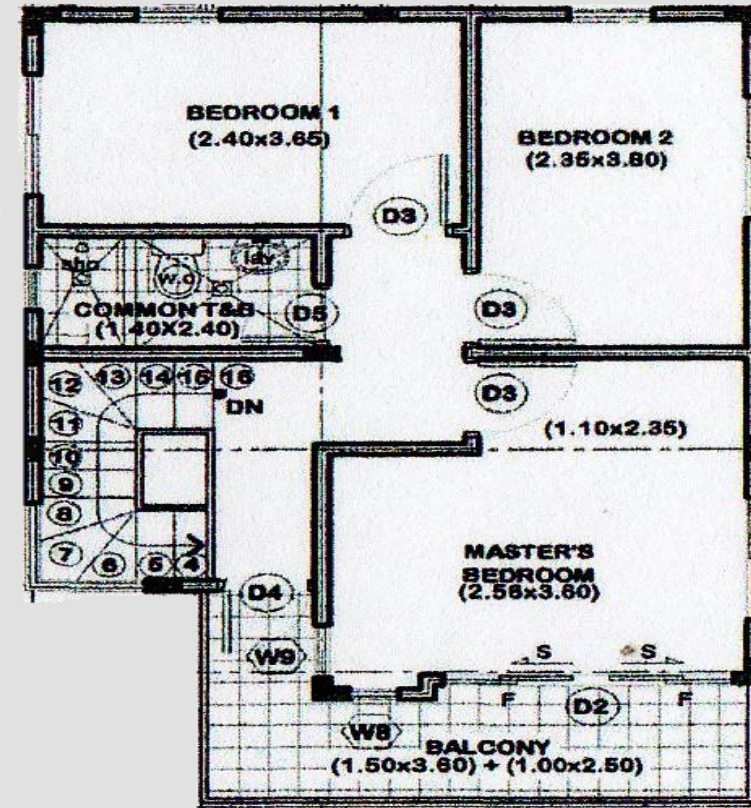 BEDROOM 1
(2.40x3.65)
BEDROOM 2
(2.35x3.80)
D3
shr
w.c
lav
COMMON T&B
(1.40X2.40)
D5
D3
12
13
14
15
16
DN
11
10
9
8
7
6
5
4
D3
(1.10x2.35)
MASTER'S
BEDROOM
(2.56x3.60)
D4
W9
S
S
F
F
D2
W8
BALCONY
(1.50x3.60) + (1.00x2.50)